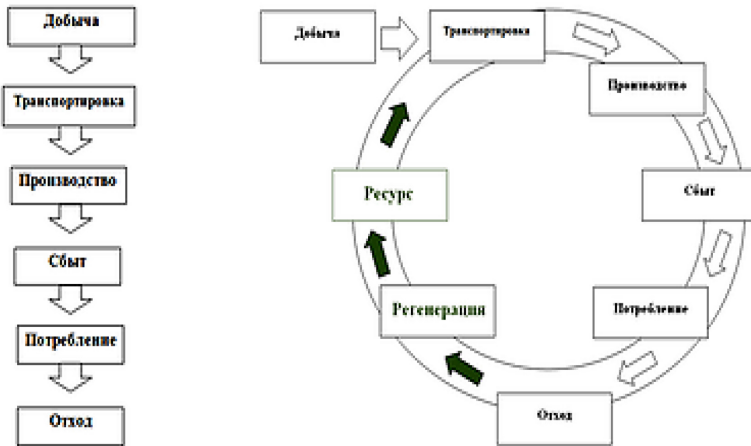 Добыча
Транспортировка
Производство
Сбыт
Потребление
Отход
Добыча
Транспортировка
Производство
Сбыт
Потребление
Отход
Регенерация
Ресурс